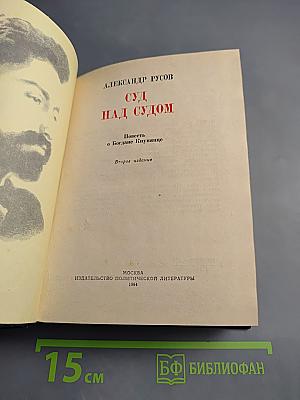 АЛЕКСАНДР РУСОВ
СУД
НАД СУДОМ
Повесть
о Богдане Кнунянце
Второе издание
МОСКВА
ИЗДАТЕЛЬСТВО ПОЛИТИЧЕСКОЙ ЛИТЕРАТУРЫ
1984
15 см
БФ БИБЛИОФАН